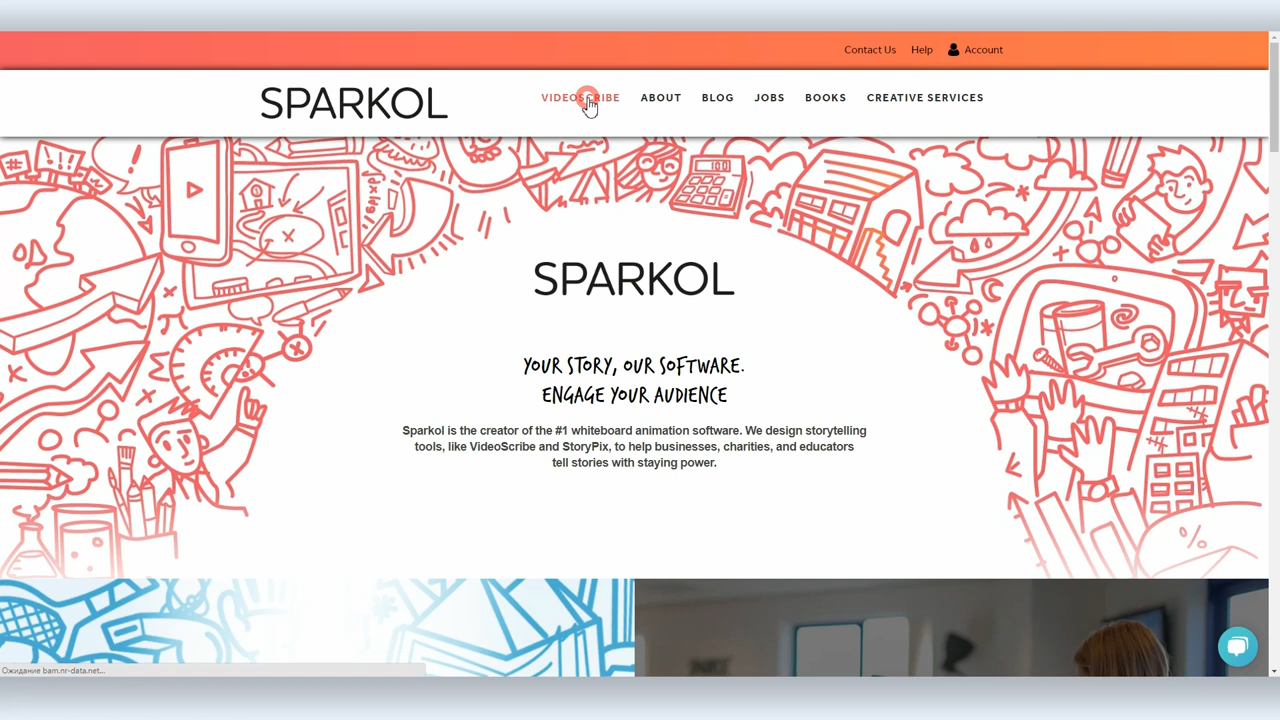 Contact Us Help Account
SPARKOL
VIDEOSCRIBE ABOUT BLOG JOBS BOOKS CREATIVE SERVICES
SPARKOL
YOUR STORY, OUR SOFTWARE.
ENGAGE YOUR AUDIENCE
Sparkol is the creator of the #1 whiteboard animation software. We design storytelling
tools, like VideoScribe and StoryPix, to help businesses, charities, and educators
tell stories with staying power.
Ожидание bam.nr-data.net...